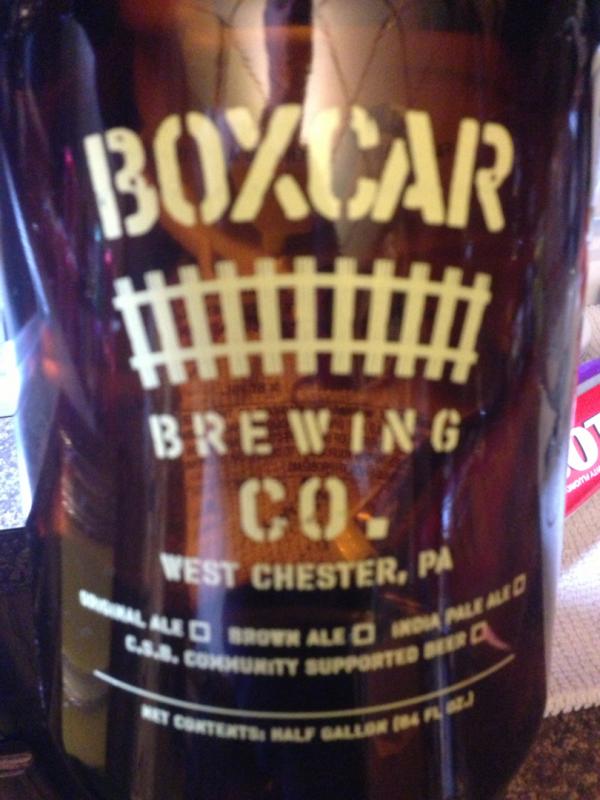 BOXCAR
BREWING
CO.
WEST CHESTER, PA
ORIGINAL ALE □ BROWN ALE □ INDIA PALE ALE □
C.S.B. COMMUNITY SUPPORTED BEER □
NET CONTENTS: HALF GALLON (64 FL OZ.)